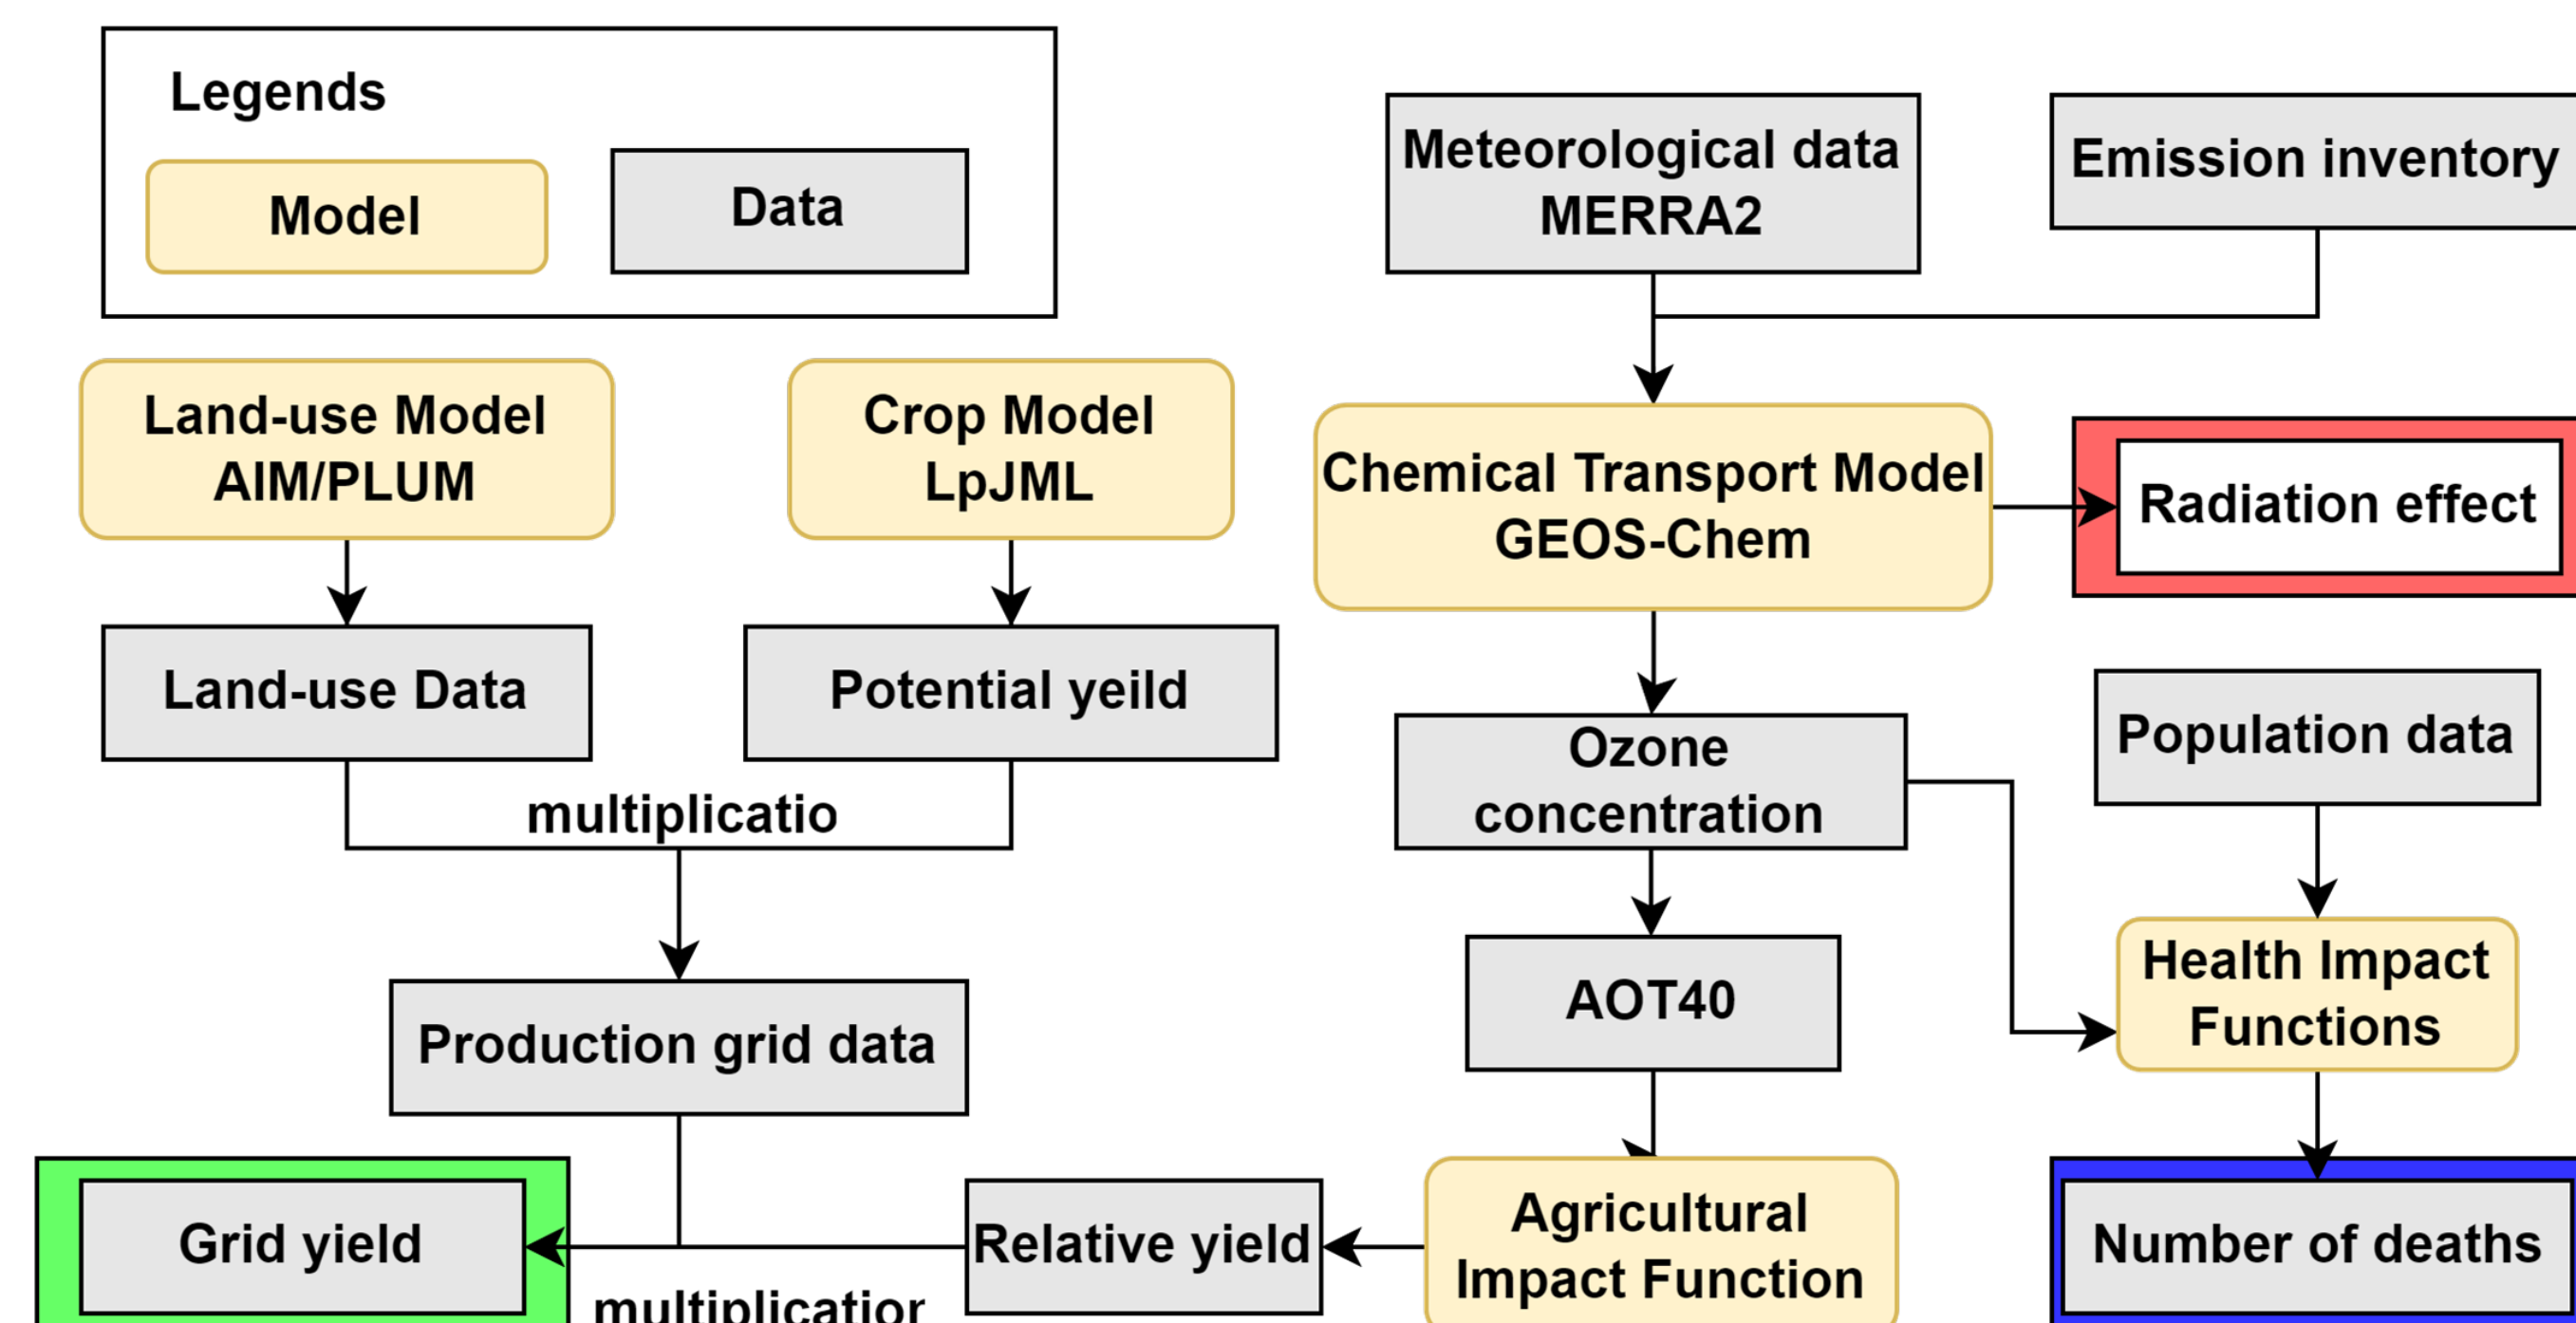 Legends
Model
Data
Meteorological data
MERRA2
Emission inventory
Land-use Model
AIM/PLUM
Crop Model
LpJML
Chemical Transport Model
GEOS-Chem
Radiation effect
Land-use Data
Potential yeild
Ozone
concentration
Population data
multiplicatio
Production grid data
AOT40
Health Impact
Functions
Grid yield
Relative yield
Agricultural
Impact Function
Number of deaths
multiplication